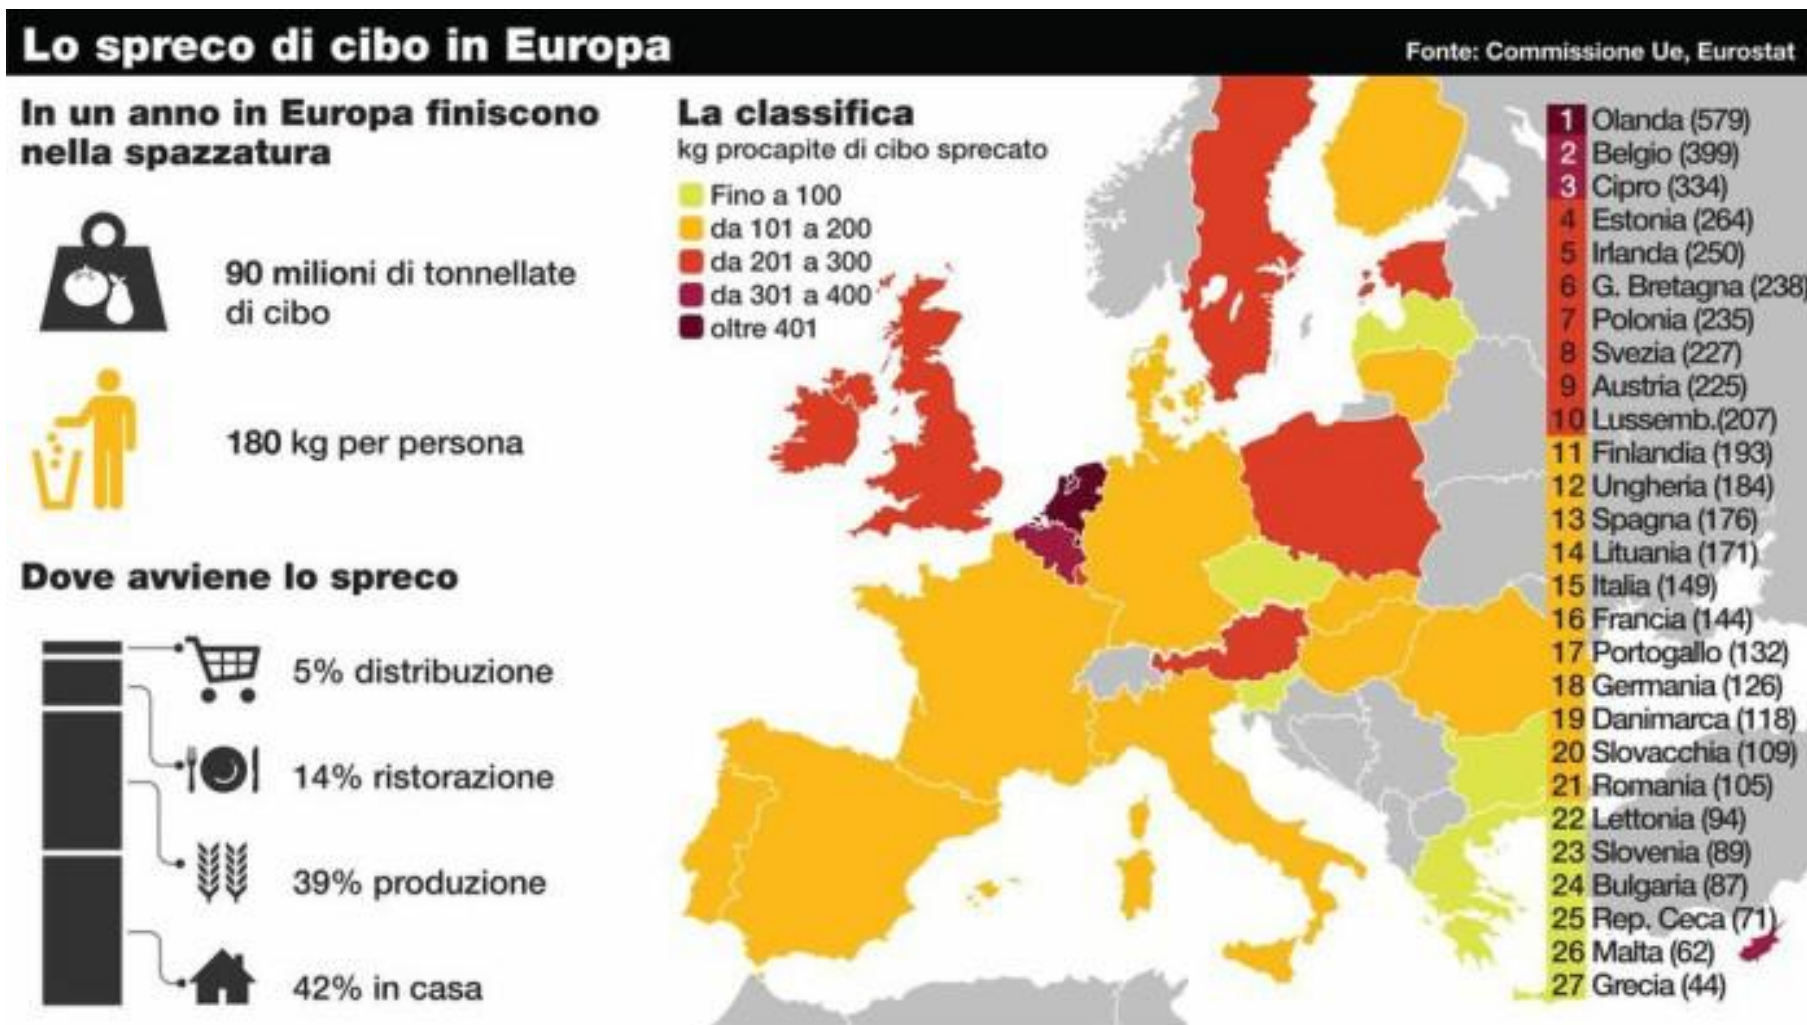 Lo spreco di cibo in Europa
Fonte: Commissione Ue, Eurostat
In un anno in Europa finiscono
nella spazzatura
90 milioni di tonnellate
di cibo
180 kg per persona
Dove avviene lo spreco
5% distribuzione
14% ristorazione
39% produzione
42% in casa
La classifica
kg procapite di cibo sprecato
Fino a 100
da 101 a 200
da 201 a 300
da 301 a 400
oltre 401
1 Olanda (579)
2 Belgio (399)
3 Cipro (334)
4 Estonia (264)
5 Irlanda (250)
6 G. Bretagna (238)
7 Polonia (235)
8 Svezia (227)
9 Austria (225)
10 Lussemb.(207)
11 Finlandia (193)
12 Ungheria (184)
13 Spagna (176)
14 Lituania (171)
15 Italia (149)
16 Francia (144)
17 Portogallo (132)
18 Germania (126)
19 Danimarca (118)
20 Slovacchia (109)
21 Romania (105)
22 Lettonia (94)
23 Slovenia (89)
24 Bulgaria (87)
25 Rep. Ceca (71)
26 Malta (62)
27 Grecia (44)